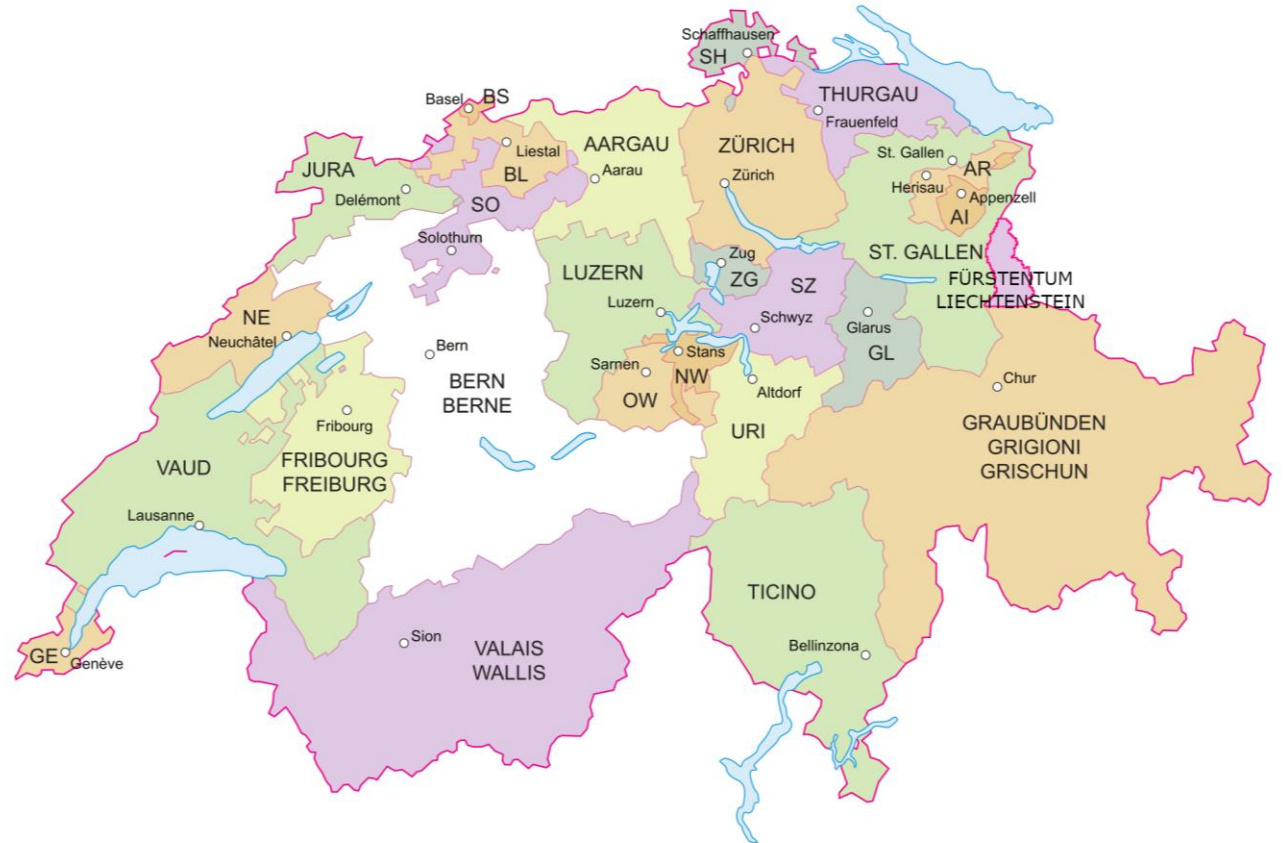 Schaffhausen
SH
BS
Basel
THURGAU
Frauenfeld
Liestal
BL
AARGAU
Aarau
ZÜRICH
Zürich
St. Gallen
AR
Herisau
Appenzell
AI
JURA
Delémont
SO
Solothurn
Zug
ZG
SZ
ST. GALLEN
LUZERN
Luzern
FÜRSTENTUM
LIECHTENSTEIN
NE
Neuchâtel
Schwyz
Glarus
GL
Bern
BERN
BERNE
Stans
Sarnen
NW
OW
Altdorf
Chur
URI
GRAUBÜNDEN
GRIGIONI
GRISCHUN
Fribourg
FRIBOURG
FREIBURG
VAUD
Lausanne
TICINO
Bellinzona
Sion
VALAIS
WALLIS
GE
Genève